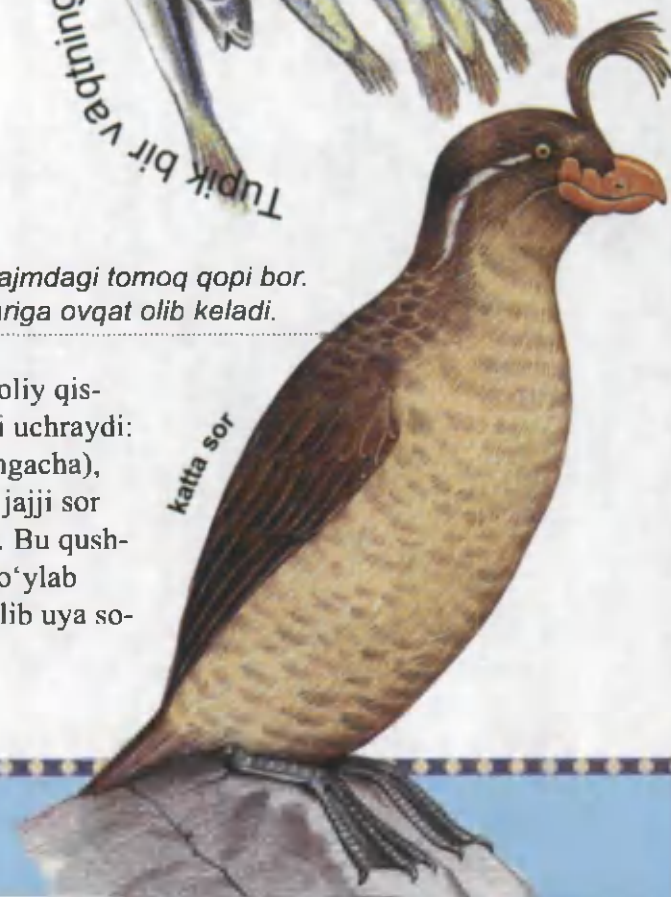 Tupik bir vaqtning
ajmdagi tomoq qopi bor.
ariga ovqat olib keladi.
oliy qis-
i uchraydi:
ngacha),
jajji sor
. Bu qush-
o‘ylab
lib uya so-
katta sor